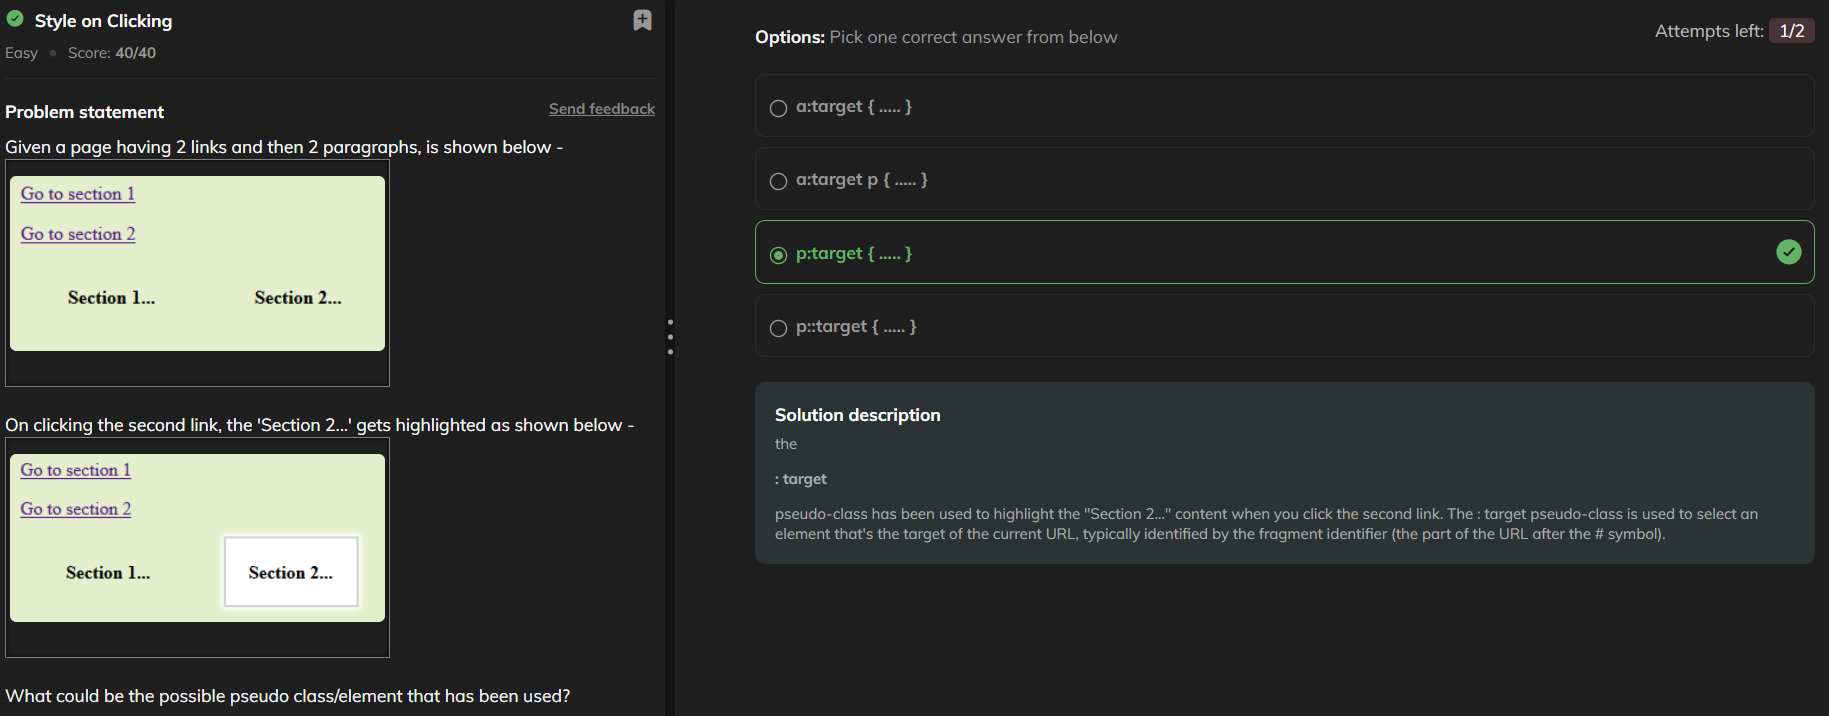 Style on Clicking
Easy • Score: 40/40
Problem statement
Send feedback
Given a page having 2 links and then 2 paragraphs, is shown below -
Go to section 1
Go to section 2
Section 1...
Section 2...
On clicking the second link, the 'Section 2...' gets highlighted as shown below -
Go to section 1
Go to section 2
Section 1...
Section 2...
What could be the possible pseudo class/element that has been used?
Options: Pick one correct answer from below
Attempts left: 1/2
a:target { ..... }
a:target p { ..... }
p:target { ..... }
p::target { ..... }
Solution description
the
: target
pseudo-class has been used to highlight the "Section 2..." content when you click the second link. The : target pseudo-class is used to select an
element that's the target of the current URL, typically identified by the fragment identifier (the part of the URL after the # symbol).